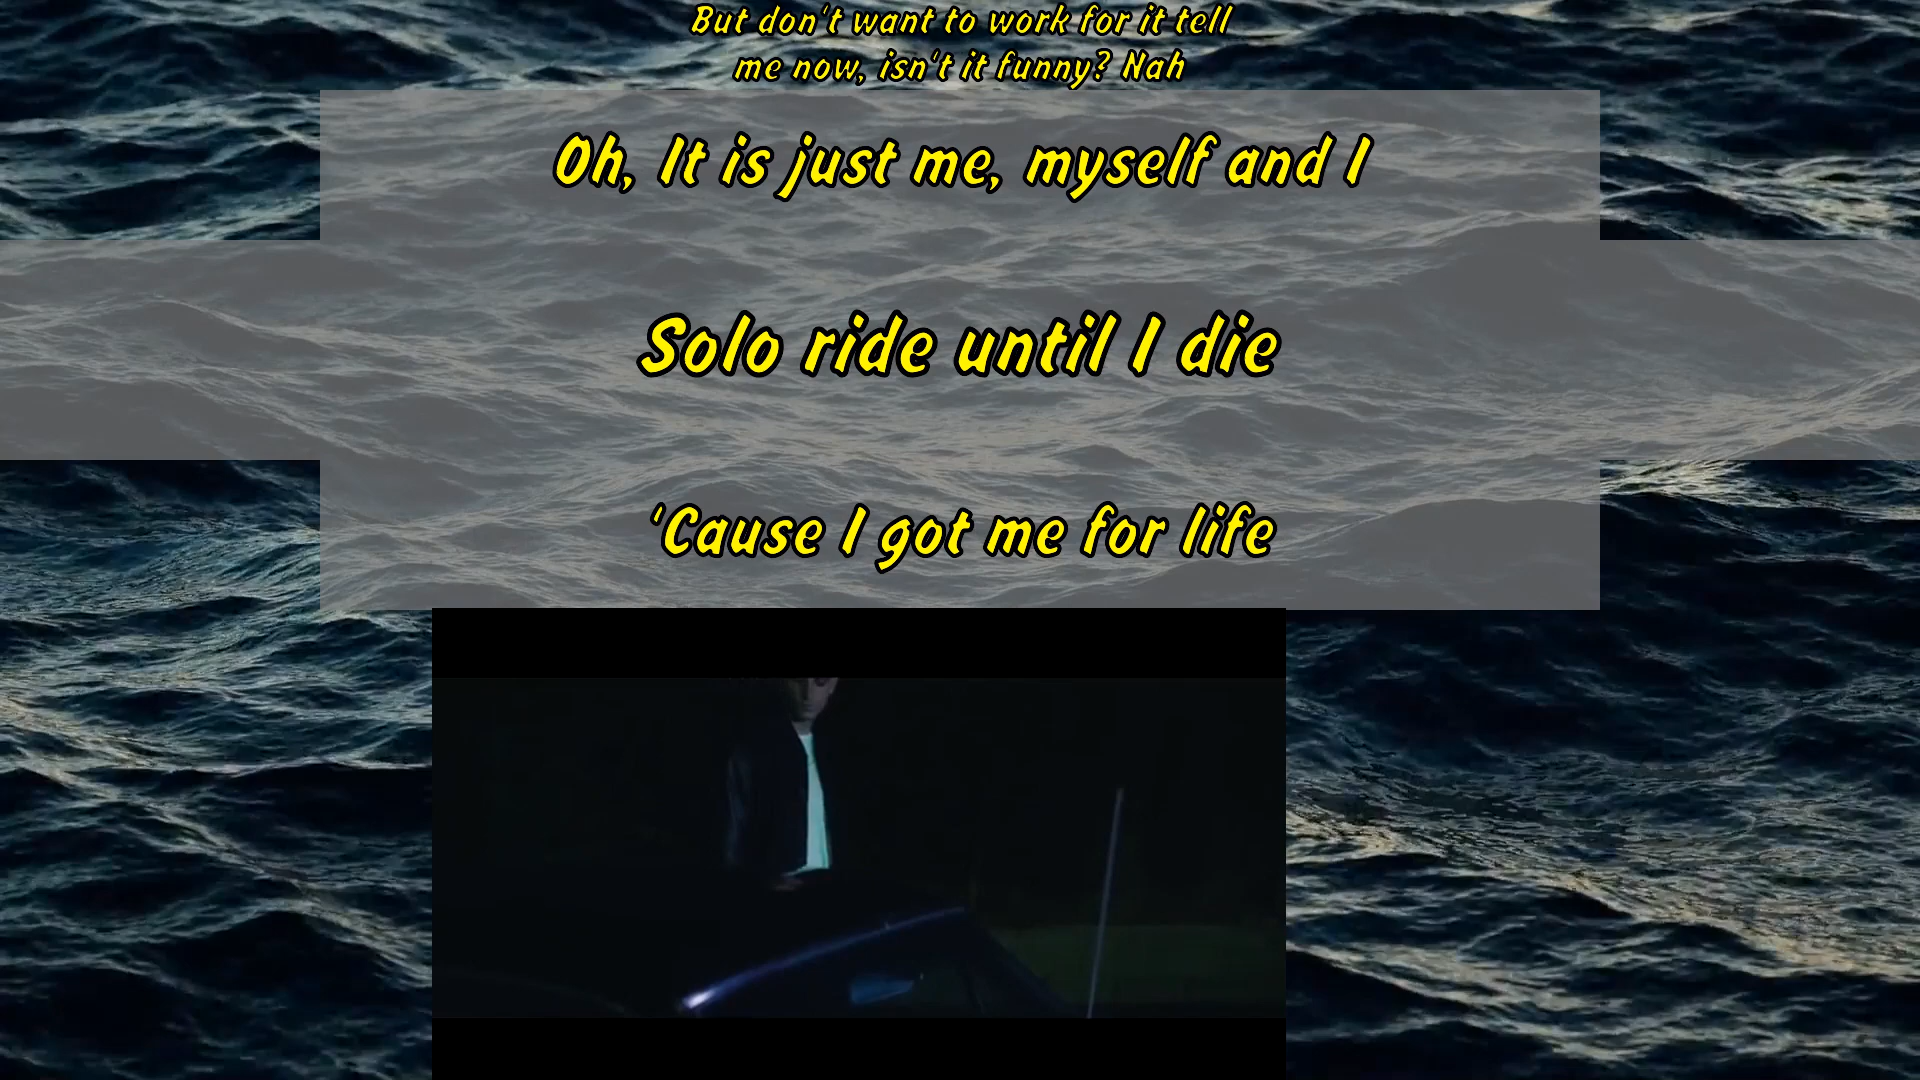 But don't want to work for it tell
me now, isn't it funny? Nah
Oh, It is just me, myself and I
Solo ride until I die
'Cause I got me for life